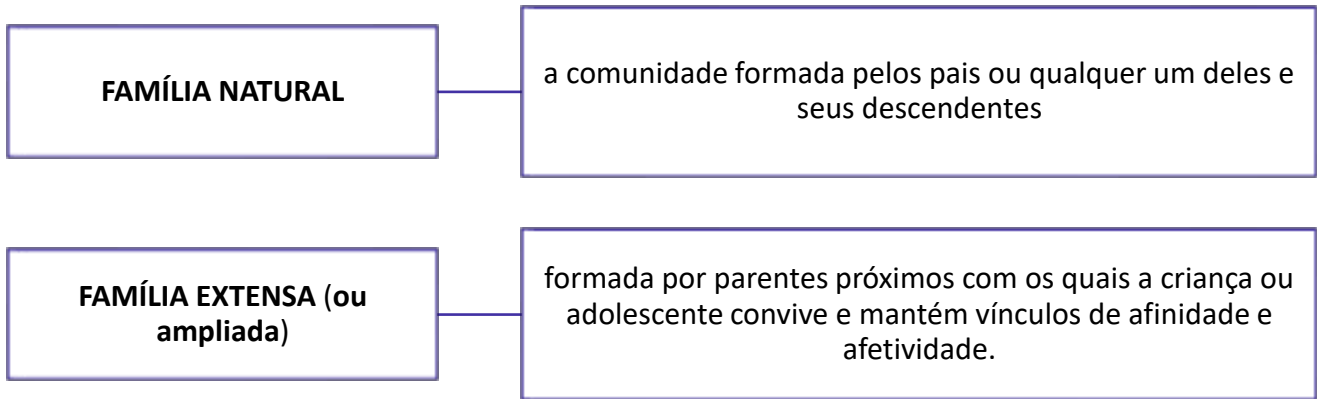 FAMÍLIA NATURAL
a comunidade formada pelos pais ou qualquer um deles e
seus descendentes
FAMÍLIA EXTENSA (ou
ampliada)
formada por parentes próximos com os quais a criança ou
adolescente convive e mantém vínculos de afinidade e
afetividade.